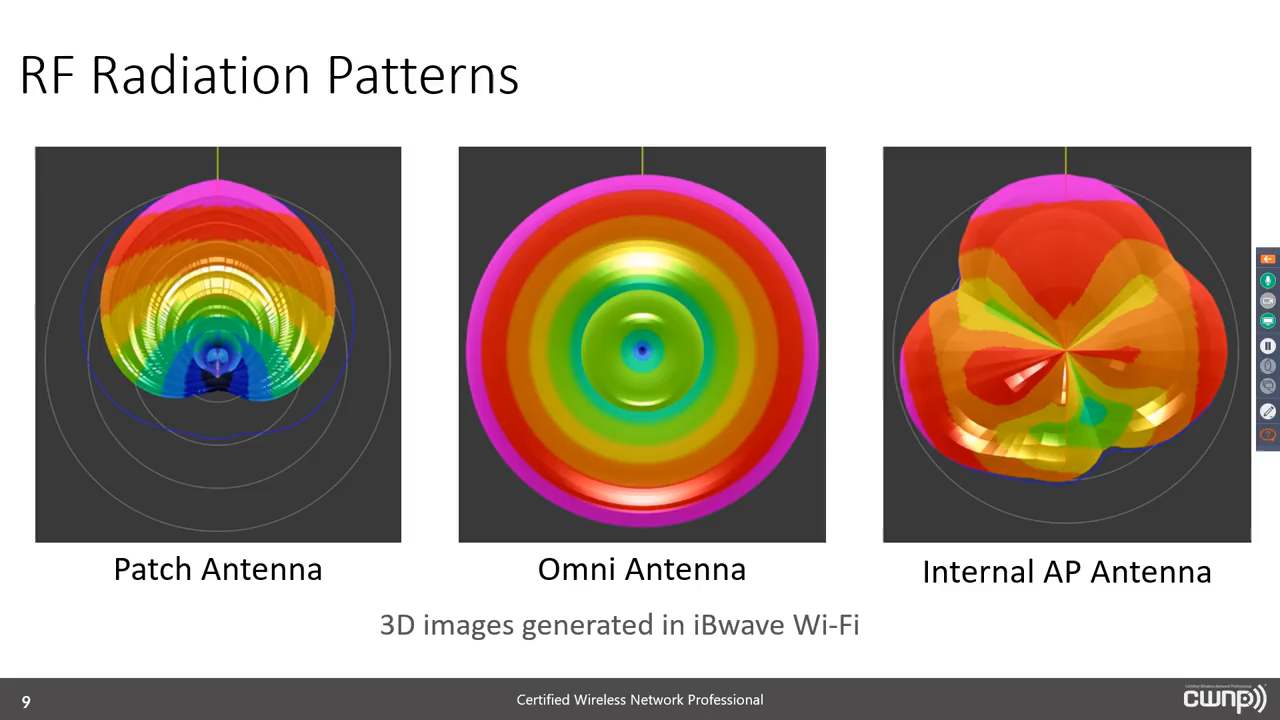 RF Radiation Patterns
Patch Antenna
Omni Antenna
Internal AP Antenna
3D images generated in iBwave Wi-Fi
9
Certified Wireless Network Professional
cwnp